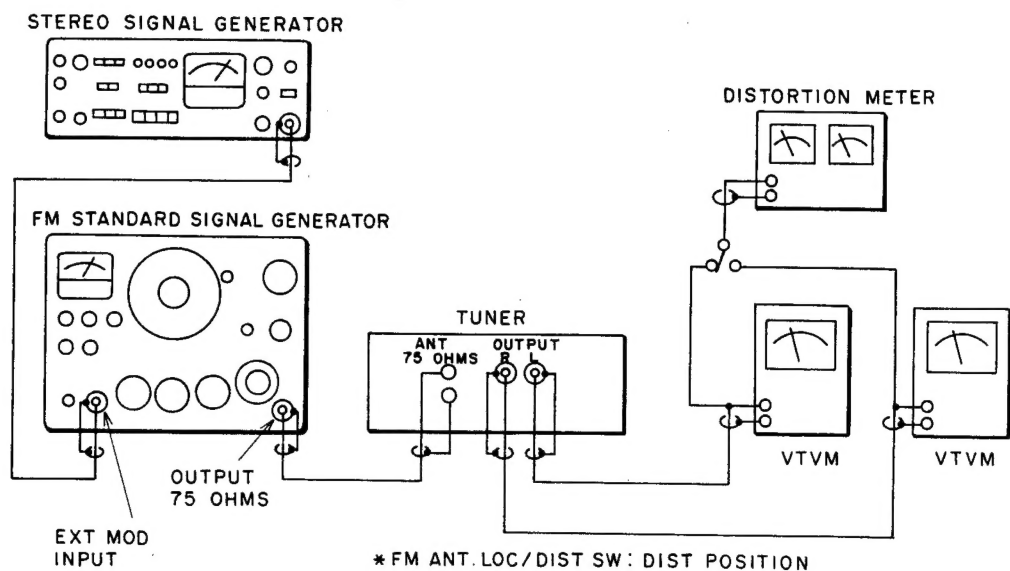 STEREO SIGNAL GENERATOR
DISTORTION METER
FM STANDARD SIGNAL GENERATOR
TUNER
ANT
75 OHMS
OUTPUT
R L
VTVM
VTVM
OUTPUT
75 OHMS
EXT MOD
INPUT
*FM ANT. LOC/DIST SW: DIST POSITION